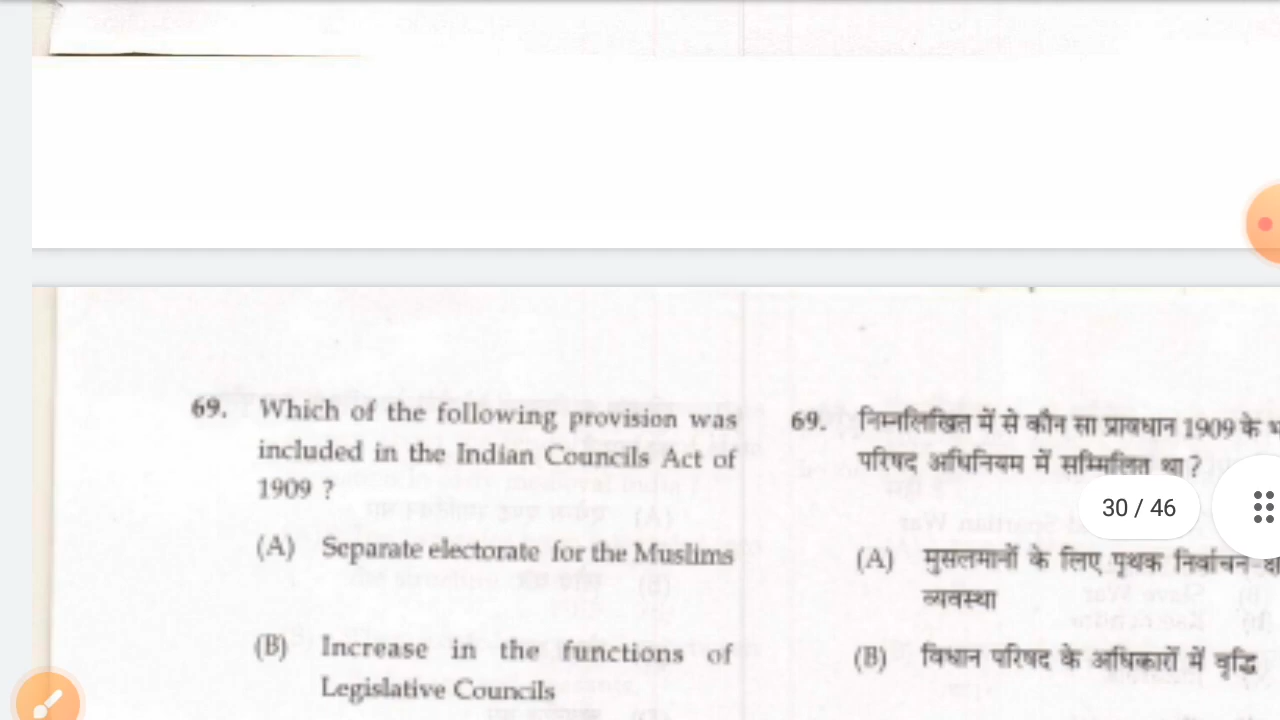 69. Which of the following provision was
included in the Indian Councils Act of
1909 ?
(A) Separate electorate for the Muslims
(B) Increase in the functions of
Legislative Councils
69. निम्नलिखित में से कौन सा प्रावधान 1909 के
परिषद अधिनियम में सम्मिलित था?
(A) मुसलमानों के लिए पृथक निर्वाचन-
व्यवस्था
(B) विधान परिषद के अधिकारों में वृद्धि
30 / 46